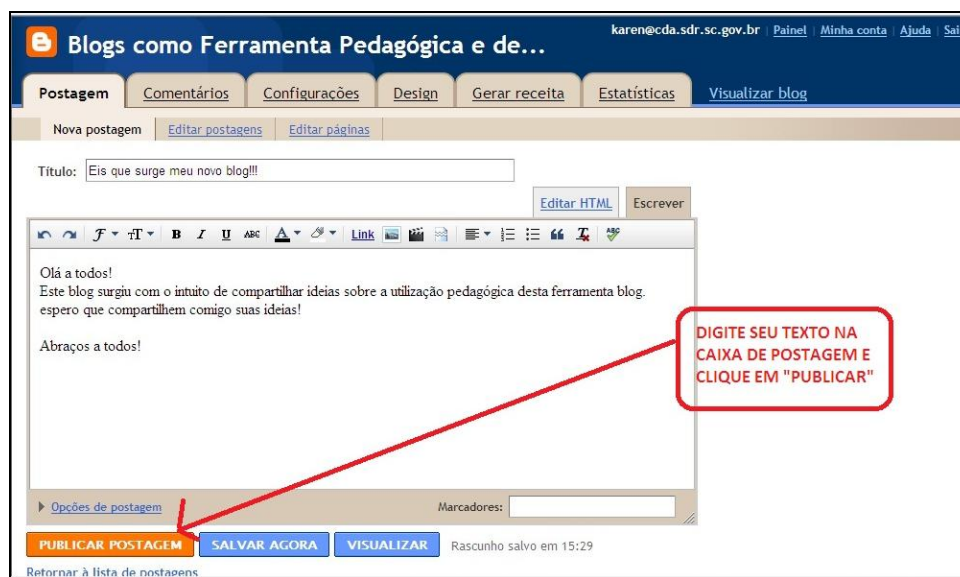 karen@cda.sdr.sc.gov.br | Painel | Minha conta | Ajuda | Sai
Blogs como Ferramenta Pedagógica e de...
Postagem Comentários Configurações Design Gerar receita Estatísticas Visualizar blog
Nova postagem Editar postagens Editar páginas
Título: Eis que surge meu novo blog!!!
Editar HTML Escrever
F T B I U ABC A Link ABC
Olá a todos!
Este blog surgiu com o intuito de compartilhar ideias sobre a utilização pedagógica desta ferramenta blog.
espero que compartilhem comigo suas ideias!
Abraços a todos!
DIGITE SEU TEXTO NA
CAIXA DE POSTAGEM E
CLIQUE EM "PUBLICAR"
Opções de postagem Marcadores:
PUBLICAR POSTAGEM SALVAR AGORA VISUALIZAR Rascunho salvo em 15:29
Retornar à lista de postagens